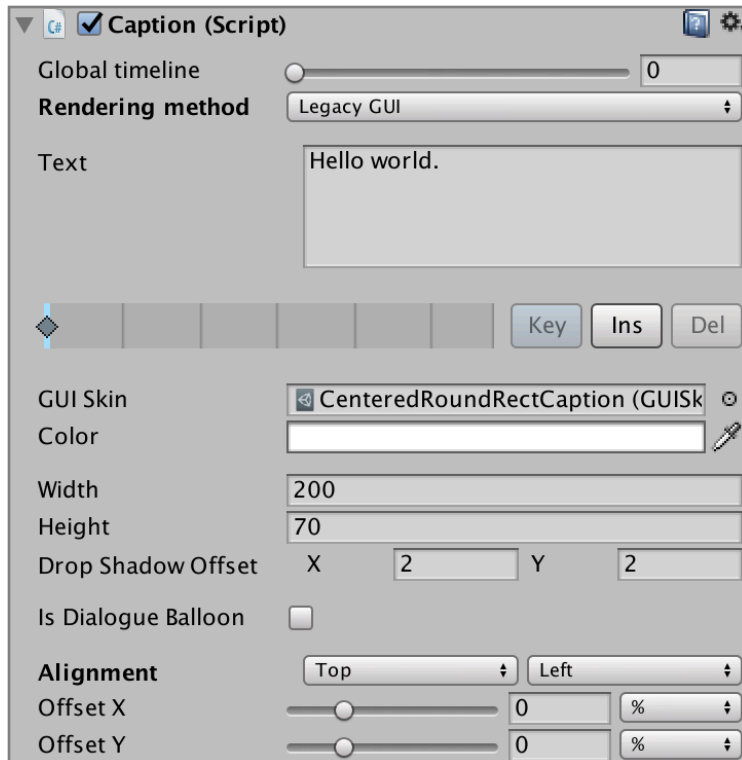 C# Caption (Script)
Global timeline 0
Rendering method Legacy GUI
Text Hello world.
Key Ins Del
GUI Skin CenteredRoundRectCaption (GUISk
Color
Width 200
Height 70
Drop Shadow Offset X 2 Y 2
Is Dialogue Balloon
Alignment Top Left
Offset X 0 %
Offset Y 0 %